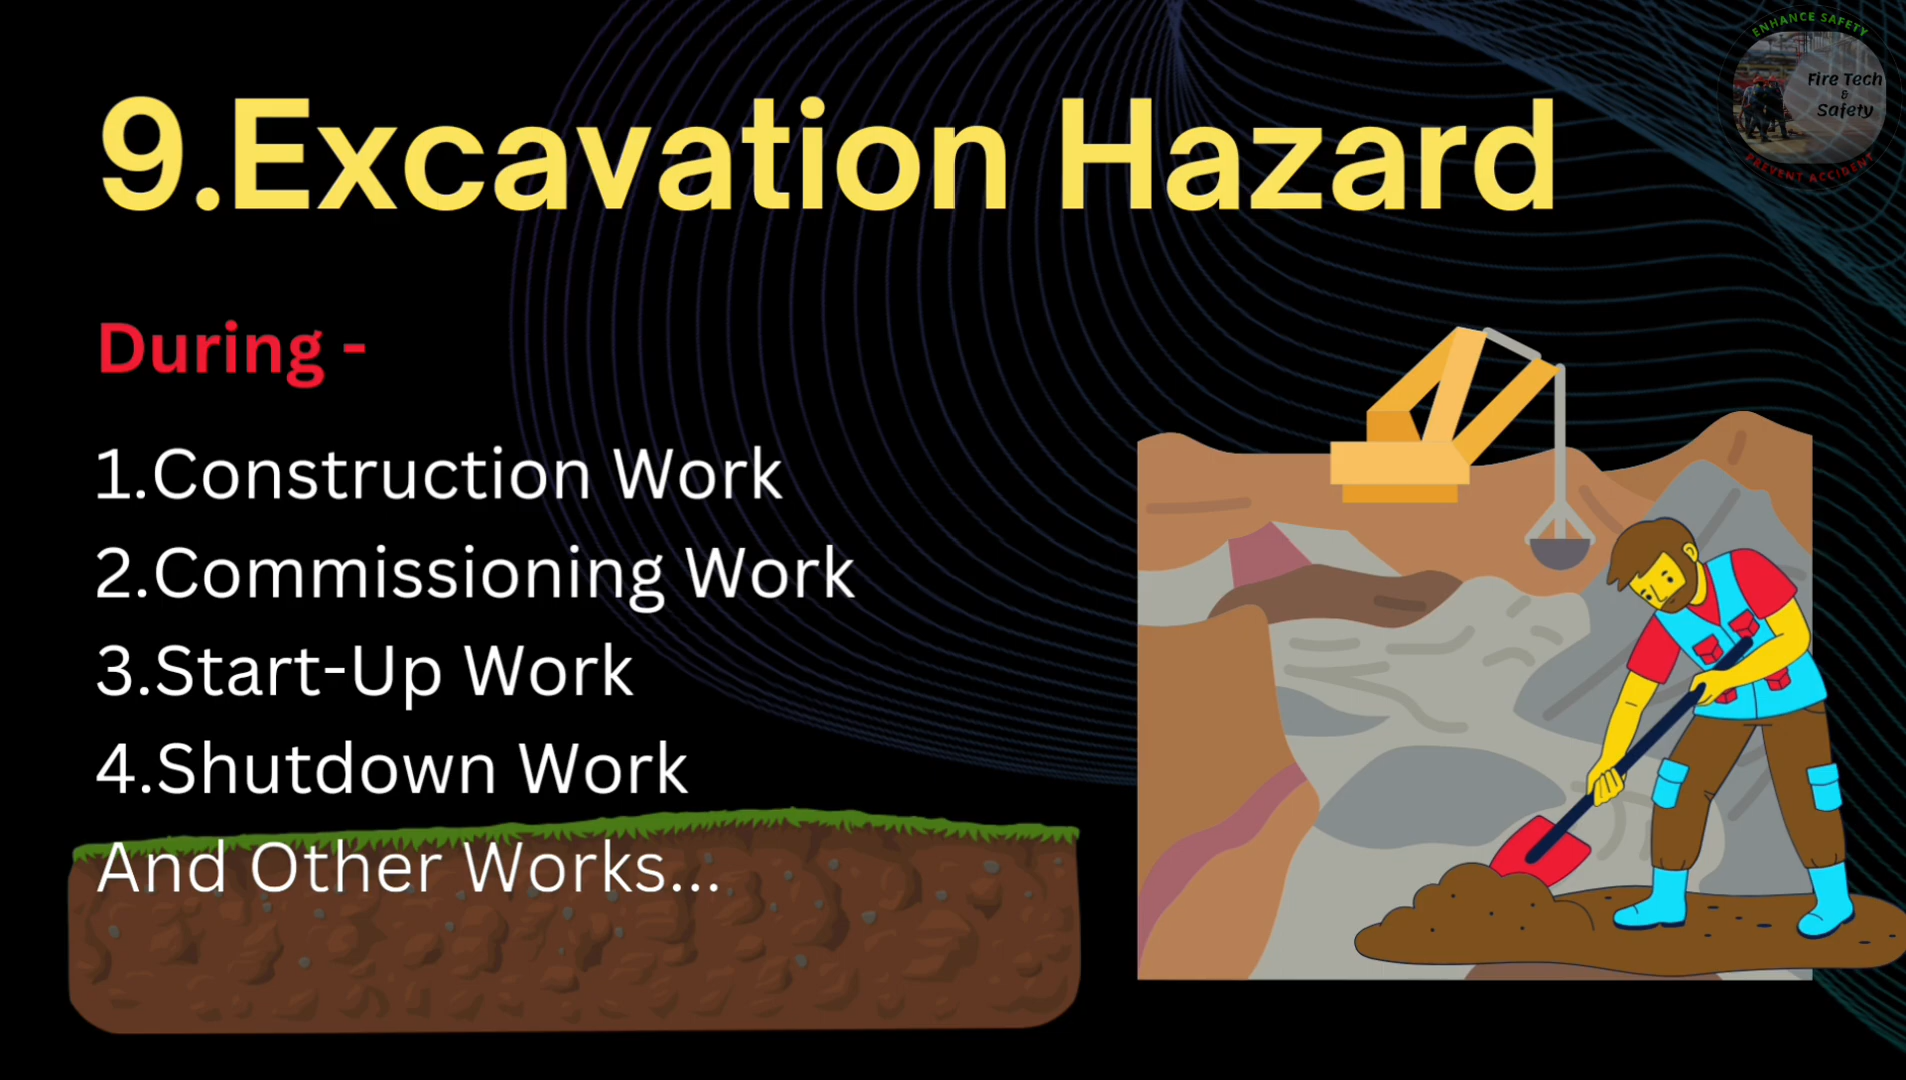 ENHANCE SAFETY
Fire Tech
&
Safety
PREVENT ACCIDENT
9.Excavation Hazard
During -
1.Construction Work
2.Commissioning Work
3.Start-Up Work
4.Shutdown Work
And Other Works...